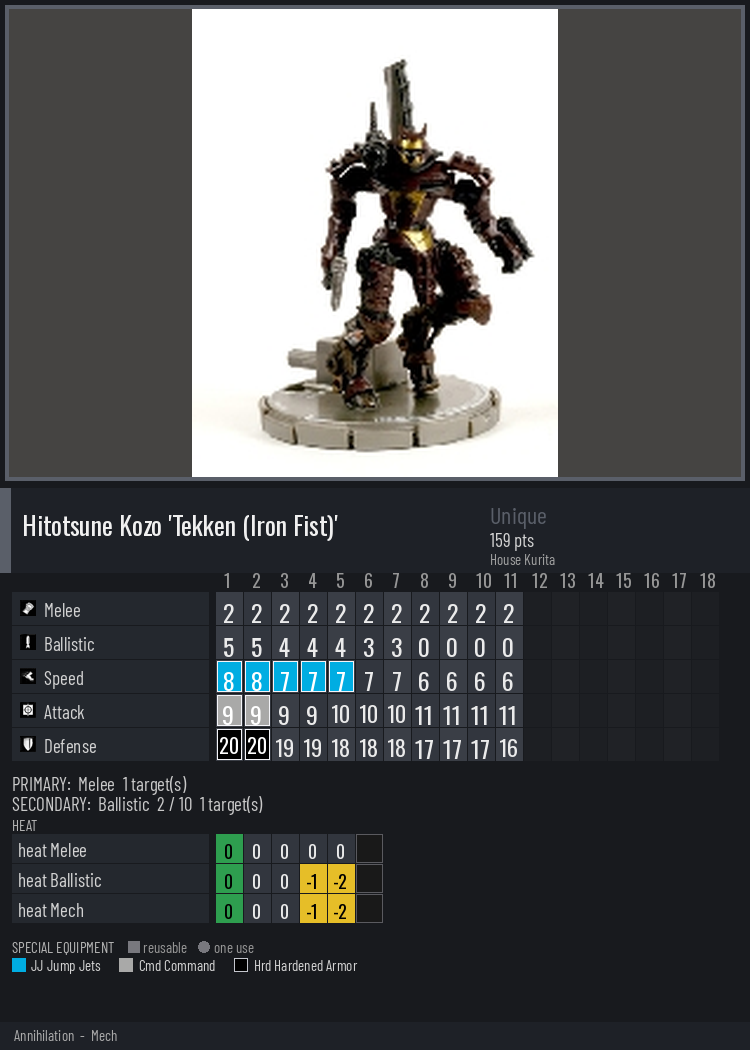 Hitotsune Kozo 'Tekken (Iron Fist)'
Unique
159 pts
House Kurita
1 2 3 4 5 6 7 8 9 10 11 12 13 14 15 16 17 18
Melee 2 2 2 2 2 2 2 2 2 2 2
Ballistic 5 5 4 4 4 3 3 0 0 0 0
Speed 8 8 7 7 7 7 7 6 6 6 6
Attack 9 9 9 9 10 10 10 11 11 11 11
Defense 20 20 19 19 18 18 18 17 17 17 16
PRIMARY: Melee 1 target(s)
SECONDARY: Ballistic 2 / 10 1 target(s)
HEAT
heat Melee 0 0 0 0 0
heat Ballistic 0 0 0 -1 -2
heat Mech 0 0 0 -1 -2
SPECIAL EQUIPMENT reusable one use
JJ Jump Jets Cmd Command Hrd Hardened Armor
Annihilation - Mech